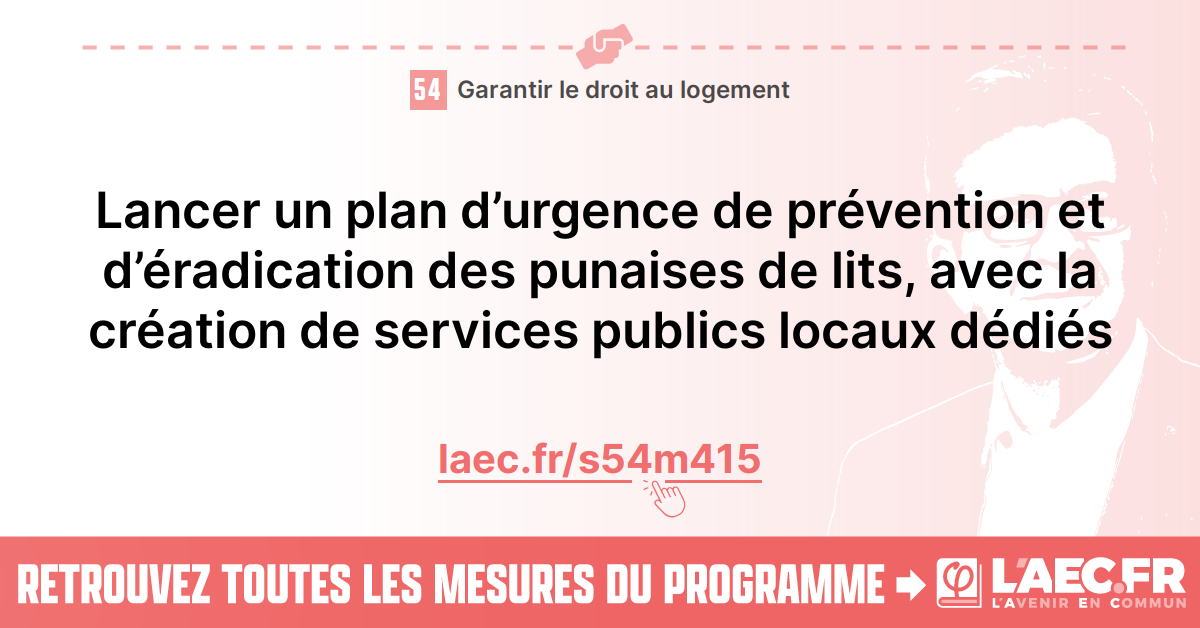 54 Garantir le droit au logement
Lancer un plan d’urgence de prévention et
d’éradication des punaises de lits, avec la
création de services publics locaux dédiés
laec.fr/s54m415
RETROUVEZ TOUTES LES MESURES DU PROGRAMME
φ L'AEC.FR
L'AVENIR EN COMMUN